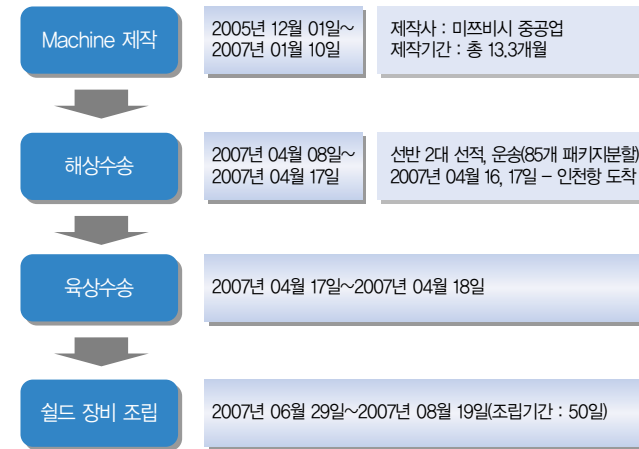 Machine 제작
2005년 12월 01일~
2007년 01월 10일
제작사 : 미쯔비시 중공업
제작기간 : 총 13.3개월
해상수송
2007년 04월 08일~
2007년 04월 17일
선반 2대 선적, 운송(85개 패키지분할)
2007년 04월 16, 17일 – 인천항 도착
육상수송
2007년 04월 17일~2007년 04월 18일
쉴드 장비 조립
2007년 06월 29일~2007년 08월 19일(조립기간 : 50일)